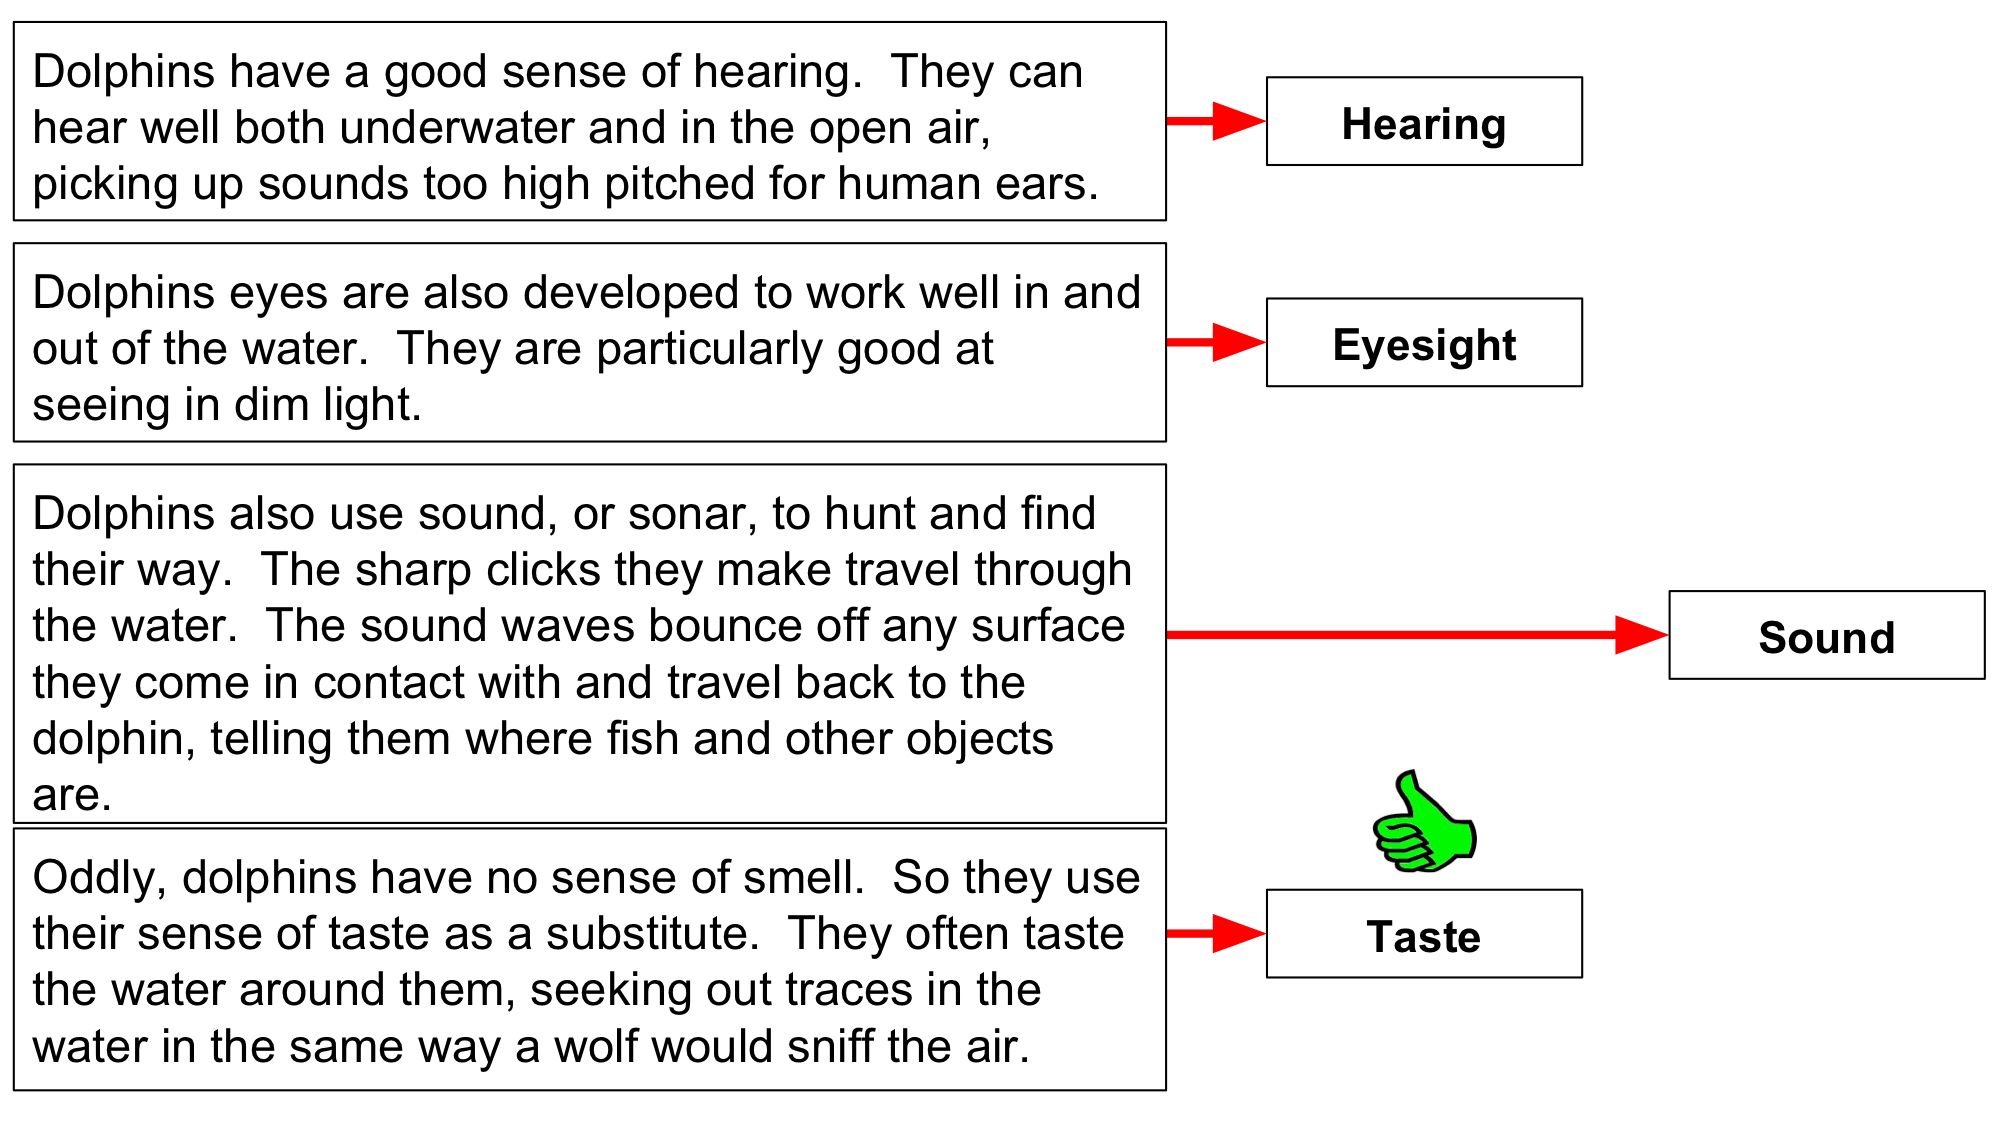 Dolphins have a good sense of hearing.  They can
hear well both underwater and in the open air,
picking up sounds too high pitched for human ears.
Hearing
Dolphins eyes are also developed to work well in and
out of the water.  They are particularly good at
seeing in dim light.
Eyesight
Dolphins also use sound, or sonar, to hunt and find
their way.  The sharp clicks they make travel through
the water.  The sound waves bounce off any surface
they come in contact with and travel back to the
dolphin, telling them where fish and other objects
are.
Sound
Oddly, dolphins have no sense of smell.  So they use
their sense of taste as a substitute.  They often taste
the water around them, seeking out traces in the
water in the same way a wolf would sniff the air.
Taste